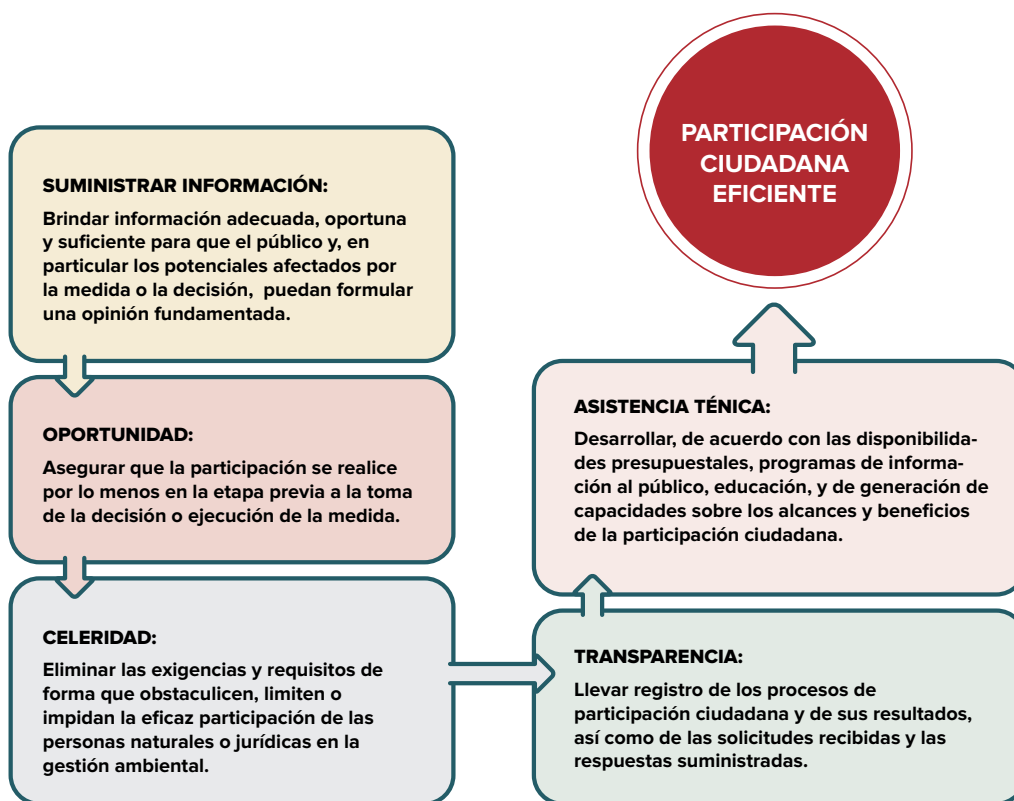 SUMINISTRAR INFORMACIÓN:
Brindar información adecuada, oportuna
y suficiente para que el público y, en
particular los potenciales afectados por
la medida o la decisión,  puedan formular
una opinión fundamentada.
OPORTUNIDAD:
Asegurar que la participación se realice
por lo menos en la etapa previa a la toma
de la decisión o ejecución de la medida.
CELERIDAD:
Eliminar las exigencias y requisitos de
forma que obstaculicen, limiten o
impidan la eficaz participación de las
personas naturales o jurídicas en la
gestión ambiental.
TRANSPARENCIA:
Llevar registro de los procesos de
participación ciudadana y de sus resultados,
así como de las solicitudes recibidas y las
respuestas suministradas.
ASISTENCIA TÉNICA:
Desarrollar, de acuerdo con las disponibilida-
des presupuestales, programas de informa-
ción al público, educación, y de generación de
capacidades sobre los alcances y beneficios
de la participación ciudadana.
PARTICIPACIÓN
CIUDADANA
EFICIENTE